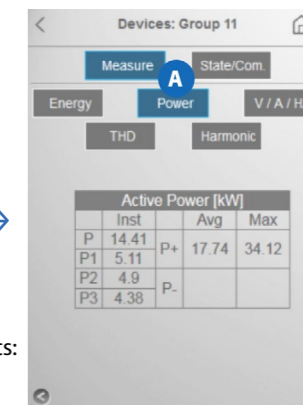 Devices: Group 11
Measure State/Com.
A
Energy Power V / A / H
THD Harmonic
Active Power [kW]
Inst Avg Max
P 14.41 P+ 17.74 34.12
P1 5.11
P2 4.9 P-
P3 4.38
ts: